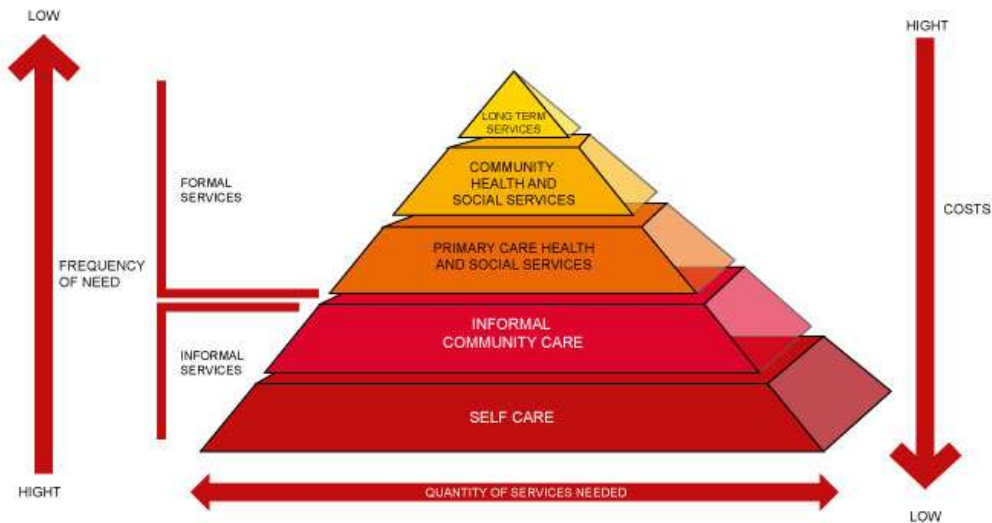 LOW
HIGHT
LONG TERM
SERVICES
COMMUNITY
HEALTH AND
SOCIAL SERVICES
FORMAL
SERVICES
COSTS
PRIMARY CARE HEALTH
AND SOCIAL SERVICES
FREQUENCY
OF NEED
INFORMAL
COMMUNITY CARE
INFORMAL
SERVICES
SELF CARE
HIGHT
QUANTITY OF SERVICES NEEDED
LOW